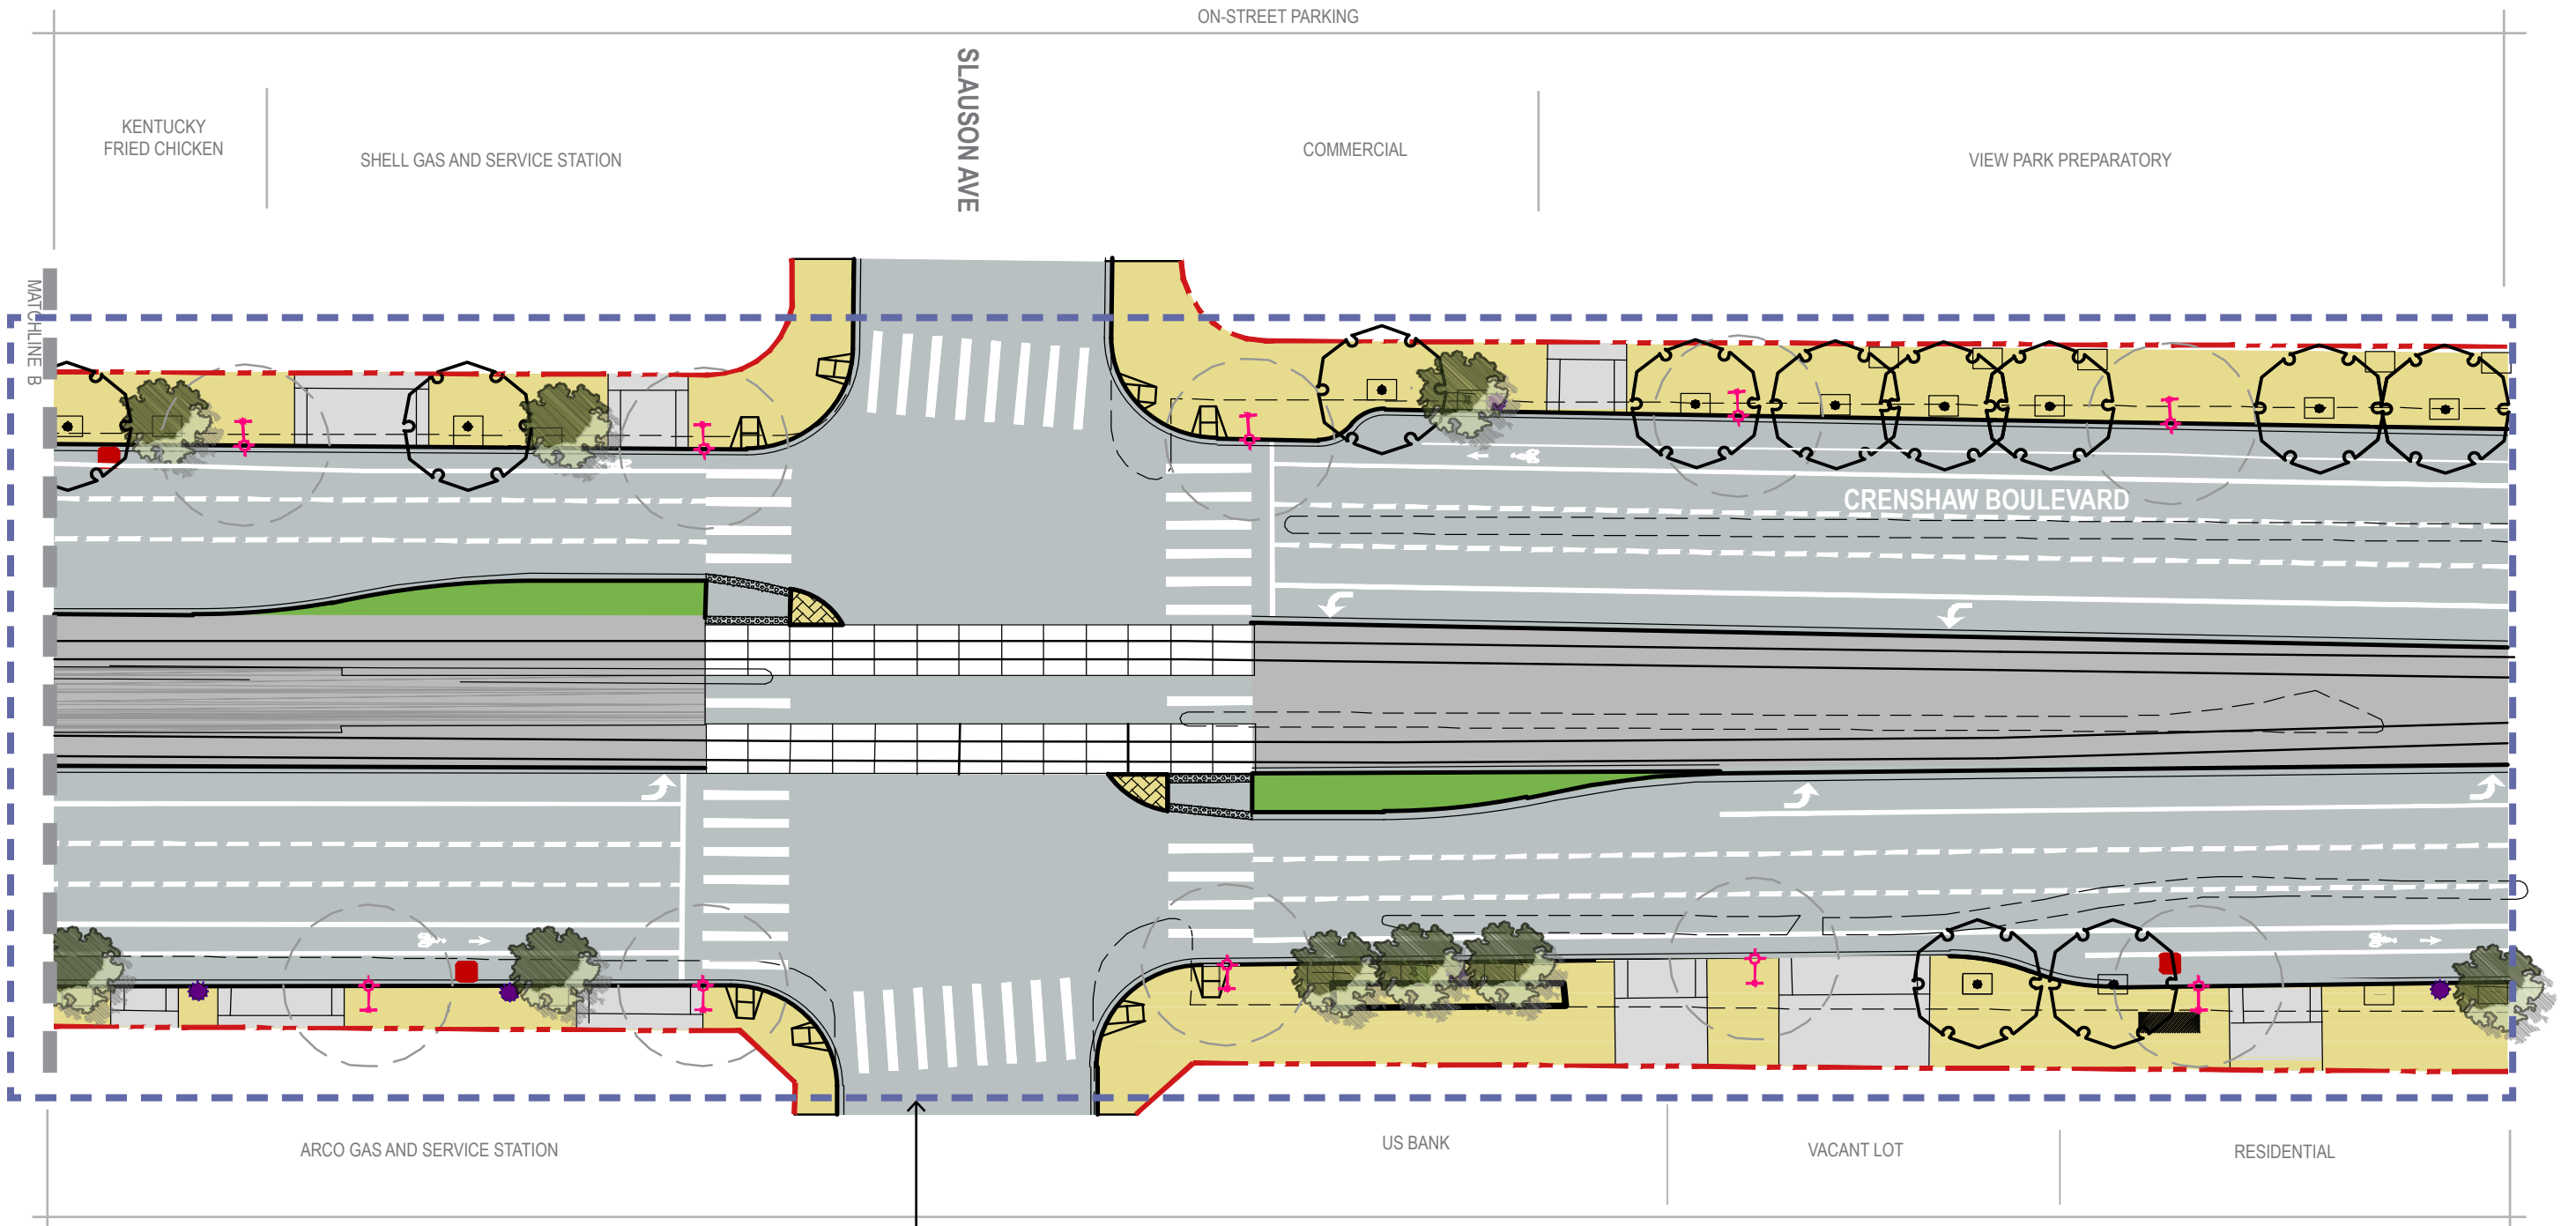 ON-STREET PARKING
SLAUSON AVE
KENTUCKY
FRIED CHICKEN
SHELL GAS AND SERVICE STATION
COMMERCIAL
VIEW PARK PREPARATORY
MATCHLINE B
CRENSHAW BOULEVARD
ARCO GAS AND SERVICE STATION
US BANK
VACANT LOT
RESIDENTIAL